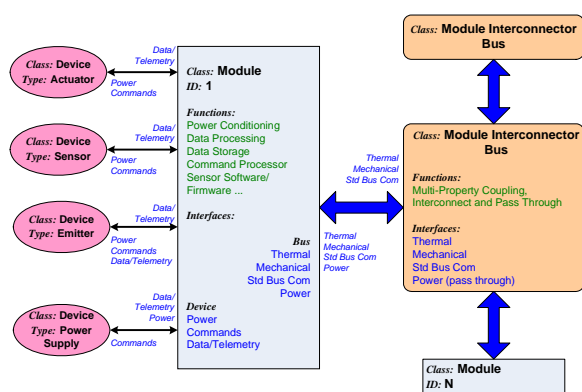 Class: Device
Type: Actuator
Data/
Telemetry
Power
Commands
Class: Device
Type: Sensor
Data/
Telemetry
Power
Commands
Class: Device
Type: Emitter
Data/
Telemetry
Power
Commands
Data/Telemetry
Class: Device
Type: Power
Supply
Data/
Telemetry
Power
Commands
Class: Module
ID: 1
Functions:
Power Conditioning
Data Processing
Data Storage
Command Processor
Sensor Software/
Firmware ...
Interfaces:
Bus
Thermal
Mechanical
Std Bus Com
Power
Device
Power
Commands
Data/Telemetry
Thermal
Mechanical
Std Bus Com
Thermal
Mechanical
Std Bus Com
Power
Class: Module Interconnector
Bus
Class: Module Interconnector
Bus
Functions:
Multi-Property Coupling,
Interconnect and Pass Through
Interfaces:
Thermal
Mechanical
Std Bus Com
Power (pass through)
Class: Module
ID: N